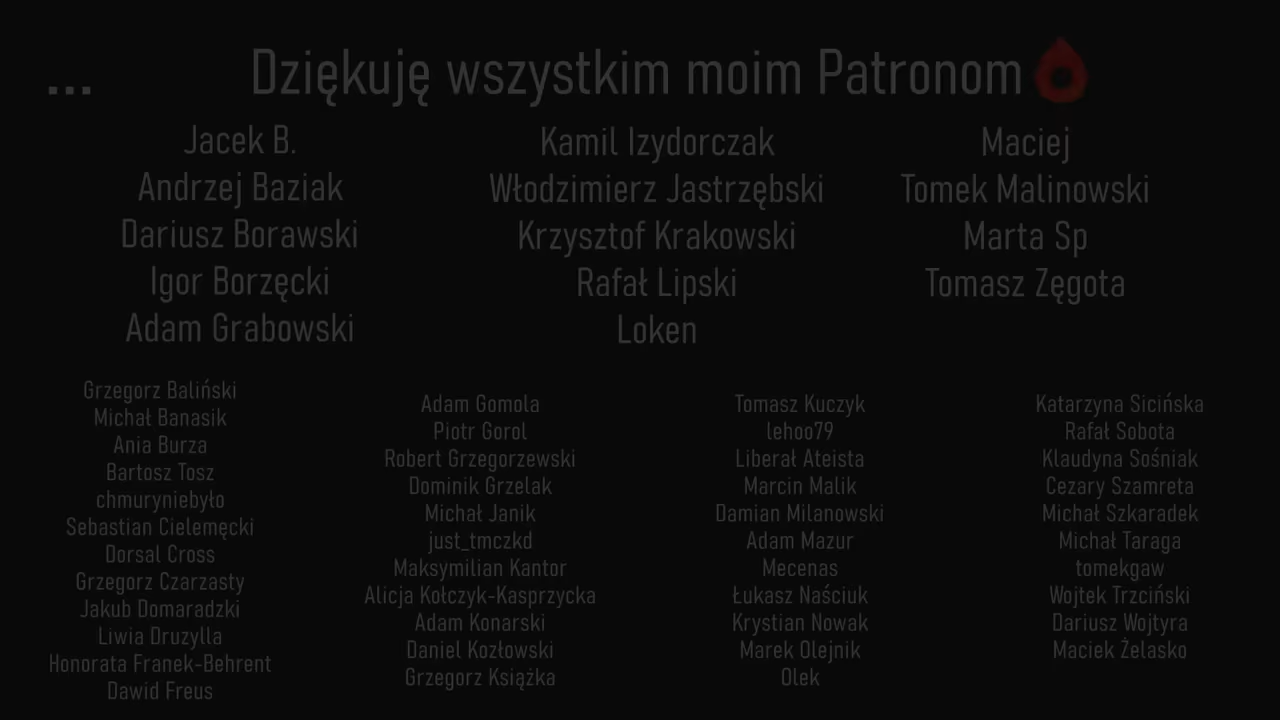 ...
Dziękuję wszystkim moim Patronom
Jacek B.
Andrzej Baziak
Dariusz Borawski
Igor Borzęcki
Adam Grabowski
Kamil Izydorczak
Włodzimierz Jastrzębski
Krzysztof Krakowski
Rafał Lipski
Loken
Maciej
Tomek Malinowski
Marta Sp
Tomasz Zęgota
Grzegorz Baliński
Michał Banasik
Ania Burza
Bartosz Tosz
chmuryniebyło
Sebastian Cielemęcki
Dorsal Cross
Grzegorz Czarzasty
Jakub Domaradzki
Liwia Druzylla
Honorata Franek-Behrent
Dawid Freus
Adam Gomola
Piotr Gorol
Robert Grzegorzewski
Dominik Grzelak
Michał Janik
just_tmczkd
Maksymilian Kantor
Alicja Kołczyk-Kasprzycka
Adam Konarski
Daniel Kozłowski
Grzegorz Książka
Tomasz Kuczyk
lehoo79
Liberał Ateista
Marcin Malik
Damian Milanowski
Adam Mazur
Mecenas
Łukasz Naściuk
Krystian Nowak
Marek Olejnik
Olek
Katarzyna Sicińska
Rafał Sobota
Klaudyna Sośniak
Cezary Szamreta
Michał Szkaradek
Michał Taraga
tomekgaw
Wojtek Trzciński
Dariusz Wojtyra
Maciek Żelasko